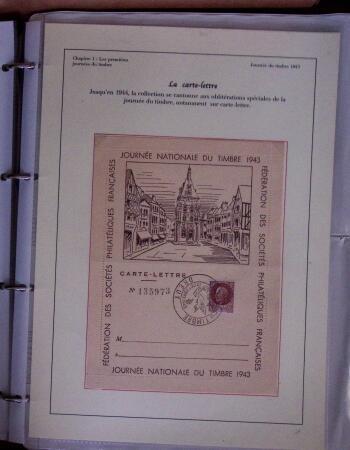 Chapitre 1 : Les premières
journées du timbre
Journée du timbre 1943
La carte-lettre
Jusqu'en 1944, la collection se cantonne aux oblitérations spéciales de la
journée du timbre, notamment sur carte-lettre.
JOURNÉE NATIONALE DU TIMBRE 1943
FÉDÉRATION DES SOCIÉTÉS PHILATÉLIQUES FRANÇAISES
FÉDÉRATION DES SOCIÉTÉS PHILATÉLIQUES FRANÇAISES
CARTE-LETTRE
N° 135973
M
A
JOURNÉE NATIONALE DU TIMBRE 1943